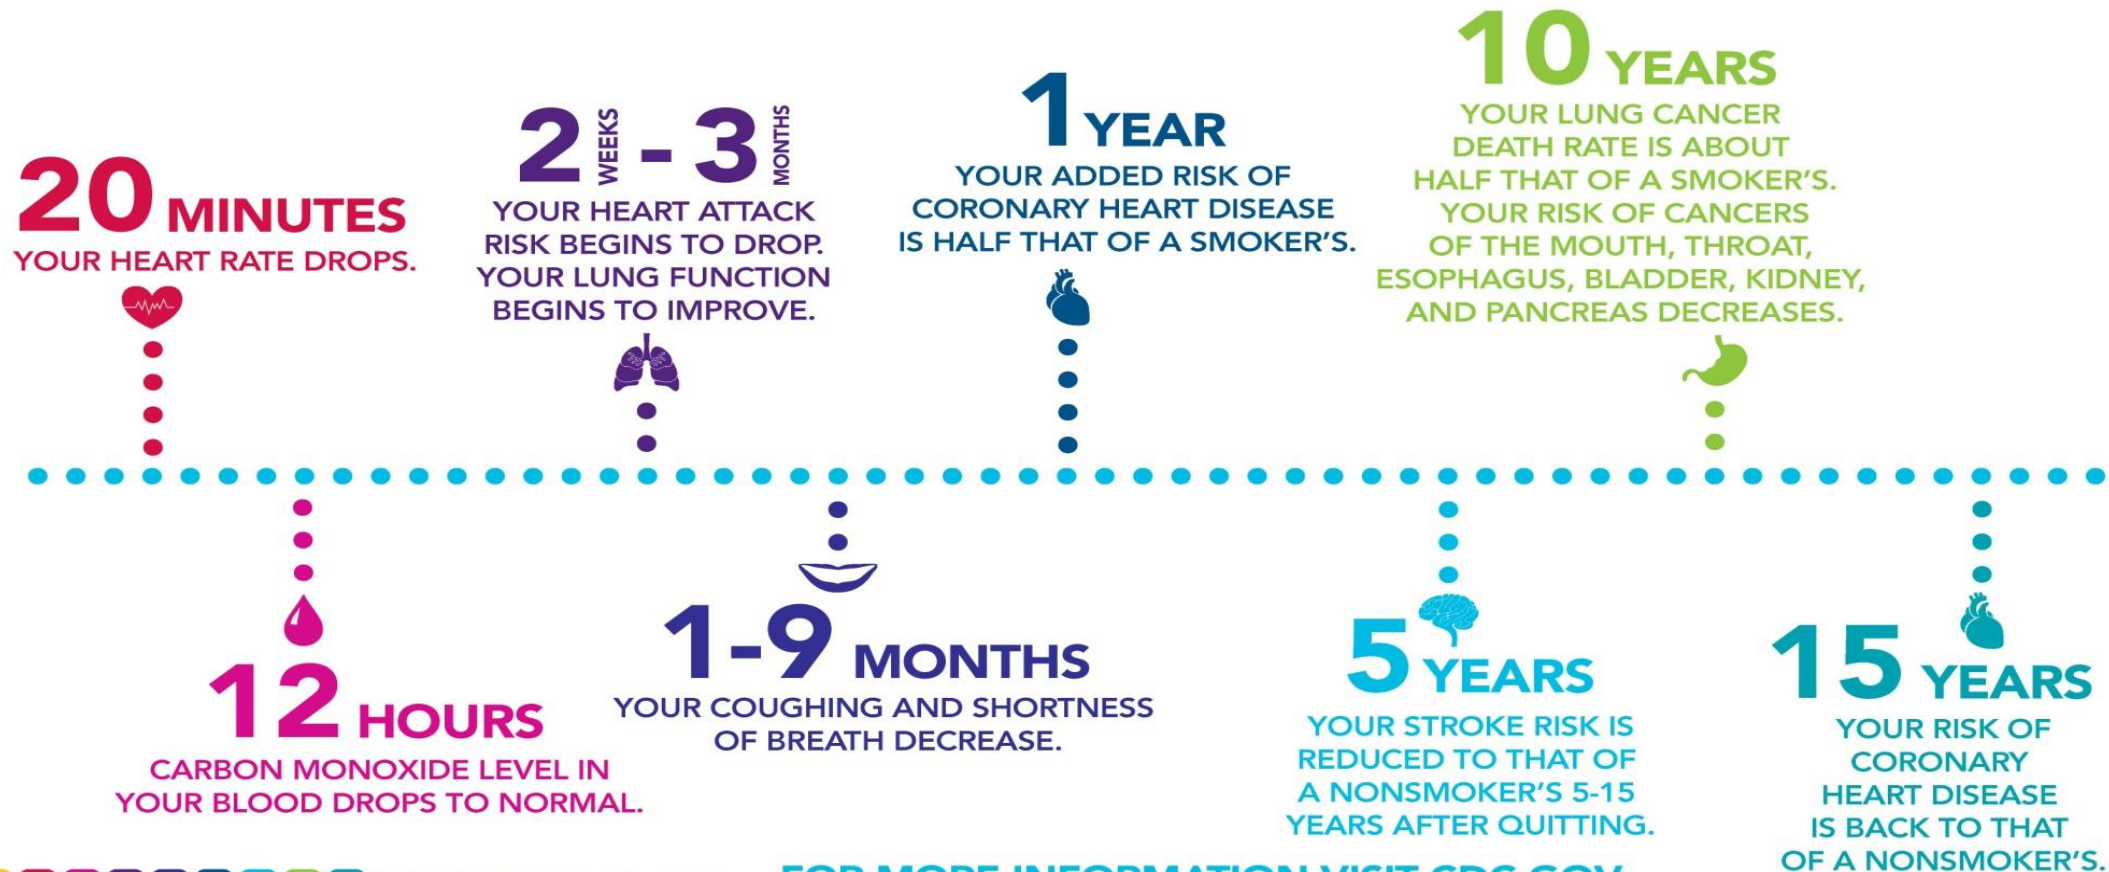 20 MINUTES
YOUR HEART RATE DROPS.
12 HOURS
CARBON MONOXIDE LEVEL IN
YOUR BLOOD DROPS TO NORMAL.
2 WEEKS - 3 MONTHS
YOUR HEART ATTACK
RISK BEGINS TO DROP.
YOUR LUNG FUNCTION
BEGINS TO IMPROVE.
1-9 MONTHS
YOUR COUGHING AND SHORTNESS
OF BREATH DECREASE.
1 YEAR
YOUR ADDED RISK OF
CORONARY HEART DISEASE
IS HALF THAT OF A SMOKER'S.
5 YEARS
YOUR STROKE RISK IS
REDUCED TO THAT OF
A NONSMOKER'S 5-15
YEARS AFTER QUITTING.
10 YEARS
YOUR LUNG CANCER
DEATH RATE IS ABOUT
HALF THAT OF A SMOKER'S.
YOUR RISK OF CANCERS
OF THE MOUTH, THROAT,
ESOPHAGUS, BLADDER, KIDNEY,
AND PANCREAS DECREASES.
15 YEARS
YOUR RISK OF
CORONARY
HEART DISEASE
IS BACK TO THAT
OF A NONSMOKER'S.
FOR MORE INFORMATION VISIT CDC.GOV